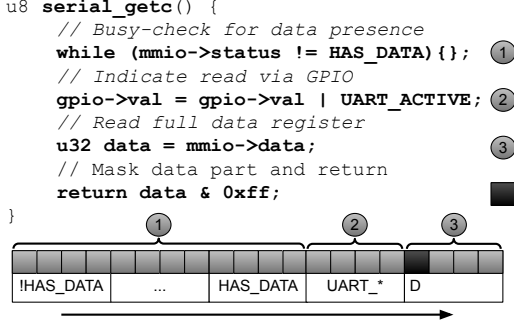 u8 serial_getc() {
// Busy-check for data presence
while (mmio->status != HAS_DATA){}; 1
// Indicate read via GPIO
gpio->val = gpio->val | UART_ACTIVE; 2
// Read full data register
u32 data = mmio->data; 3
// Mask data part and return
return data & 0xff;
}
1 2 3
!HAS_DATA ... HAS_DATA UART_* D